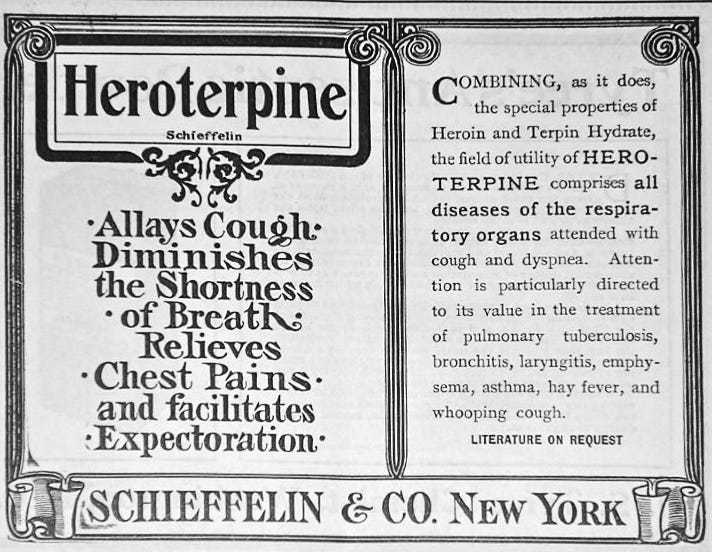 Heroterpine
Schieffelin
·Allays Cough·
Diminishes
the Shortness
·of Breath·
Relieves
·Chest Pains·
and facilitates
·Expectoration·
COMBINING, as it does,
the special properties of
Heroin and Terpin Hydrate,
the field of utility of HERO-
TERPINE comprises all
diseases of the respira-
tory organs attended with
cough and dyspnea. Atten-
tion is particularly directed
to its value in the treatment
of pulmonary tuberculosis,
bronchitis, laryngitis, emphy-
sema, asthma, hay fever, and
whooping cough.
LITERATURE ON REQUEST
SCHIEFFELIN & CO. NEW YORK